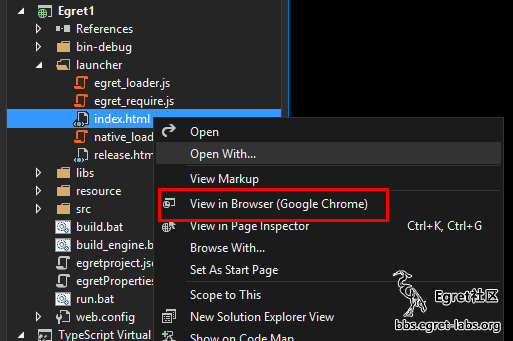 Egret1
References
bin-debug
launcher
egret_loader.js
egret_require.js
index.html
native_load
release.htm
libs
resource
src
build.bat
build_engine.b
egretproject.jsc
egretProperties
run.bat
web.config
TypeScript Virtual
Open
Open With...
View Markup
View in Browser (Google Chrome)
View in Page Inspector Ctrl+K, Ctrl+G
Browse With...
Set As Start Page
Scope to This
New Solution Explorer View
Show on Code Map
Egret社区
bbs.egret-labs.org